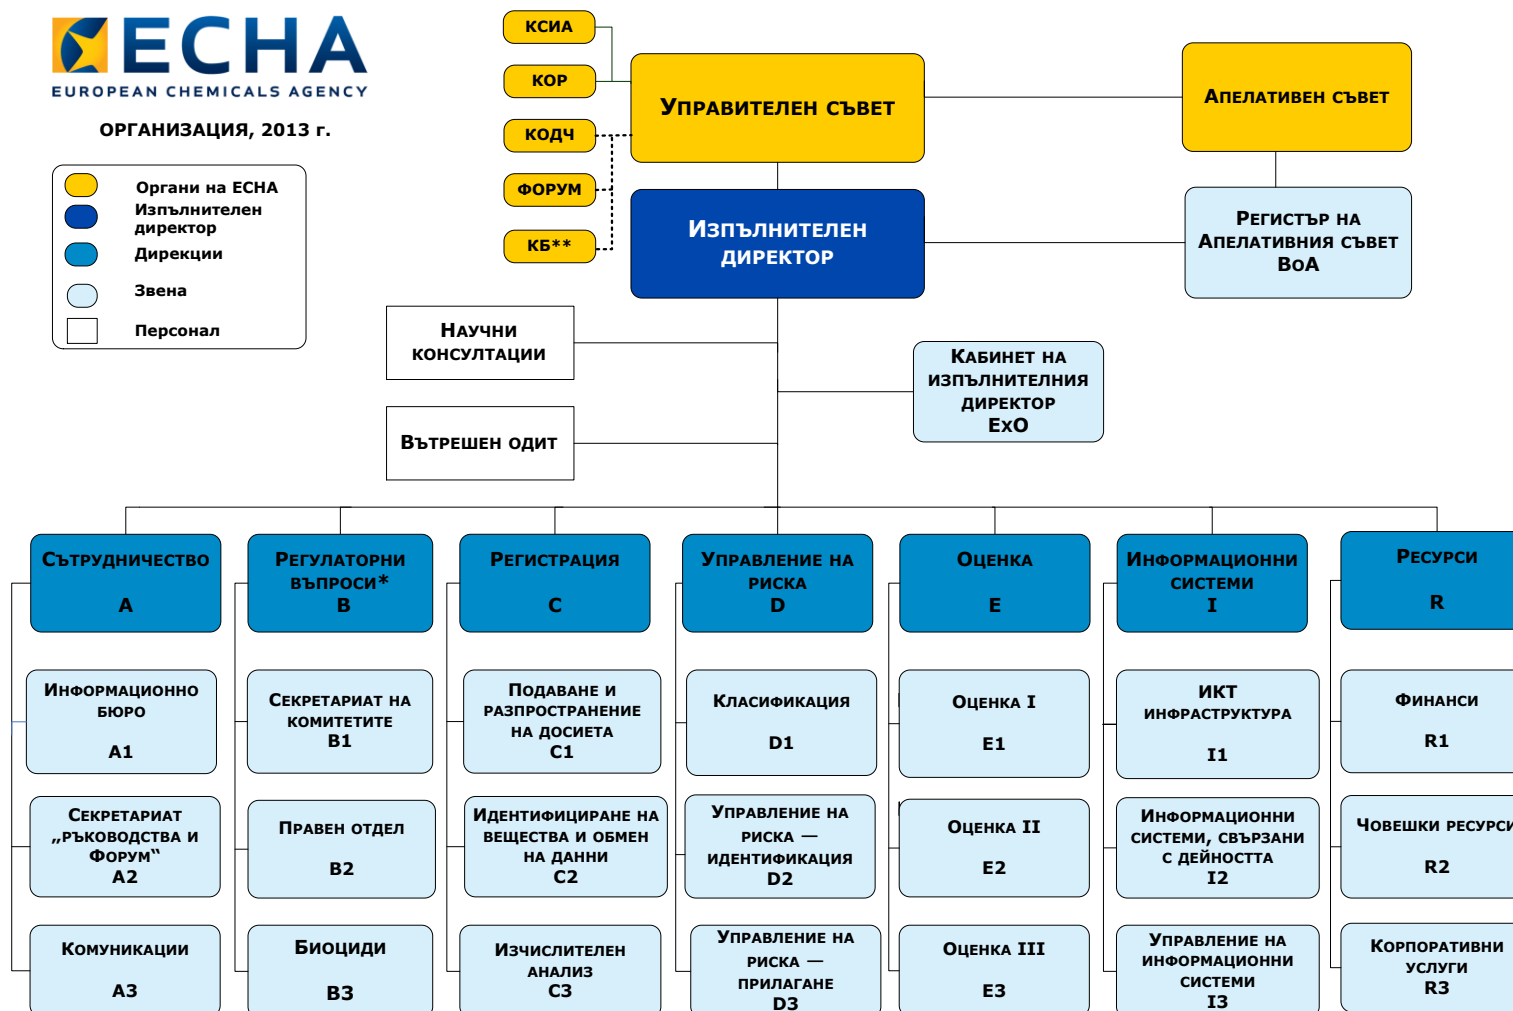 ECHA
EUROPEAN CHEMICALS AGENCY
ОРГАНИЗАЦИЯ, 2013 г.
Органи на ECHA
Изпълнителен
директор
Дирекции
Звена
Персонал
КСИА
КОР
КОДЧ
ФОРУМ
КБ**
УПРАВИТЕЛЕН СЪВЕТ
АПЕЛАТИВЕН СЪВЕТ
ИЗПЪЛНИТЕЛЕН
ДИРЕКТОР
РЕГИСТЪР НА
АПЕЛАТИВНИЯ СЪВЕТ
BOA
НАУЧНИ
КОНСУЛТАЦИИ
КАБИНЕТ НА
ИЗПЪЛНИТЕЛНИЯ
ДИРЕКТОР
EXO
ВЪТРЕШЕН ОДИТ
СЪТРУДНИЧЕСТВО
A
РЕГУЛАТОРНИ
ВЪПРОСИ*
B
РЕГИСТРАЦИЯ
C
УПРАВЛЕНИЕ НА
РИСКА
D
ОЦЕНКА
E
ИНФОРМАЦИОННИ
СИСТЕМИ
I
РЕСУРСИ
R
ИНФОРМАЦИОННО
БЮРО
A1
СЕКРЕТАРИАТ НА
КОМИТЕТИТЕ
B1
ПОДАВАНЕ И
РАЗПРОСТРАНЕНИЕ
НА ДОСИЕТА
C1
КЛАСИФИКАЦИЯ
D1
ОЦЕНКА I
E1
ИКТ
ИНФРАСТРУКТУРА
I1
ФИНАНСИ
R1
СЕКРЕТАРИАТ
„РЪКОВОДСТВА И
ФОРУМ“
A2
ПРАВЕН ОТДЕЛ
B2
ИДЕНТИФИЦИРАНЕ НА
ВЕЩЕСТВА И ОБМЕН
НА ДАННИ
C2
УПРАВЛЕНИЕ НА
РИСКА —
ИДЕНТИФИКАЦИЯ
D2
ОЦЕНКА II
E2
ИНФОРМАЦИОННИ
СИСТЕМИ, СВЪРЗАНИ
С ДЕЙНОСТТА
I2
ЧОВЕШКИ РЕСУРСИ
R2
КОМУНИКАЦИИ
A3
БИОЦИДИ
B3
ИЗЧИСЛИТЕЛЕН
АНАЛИЗ
C3
УПРАВЛЕНИЕ НА
РИСКА —
ПРИЛАГАНЕ
D3
ОЦЕНКА III
E3
УПРАВЛЕНИЕ НА
ИНФОРМАЦИОННИ
СИСТЕМИ
I3
КОРПОРАТИВНИ
УСЛУГИ
R3